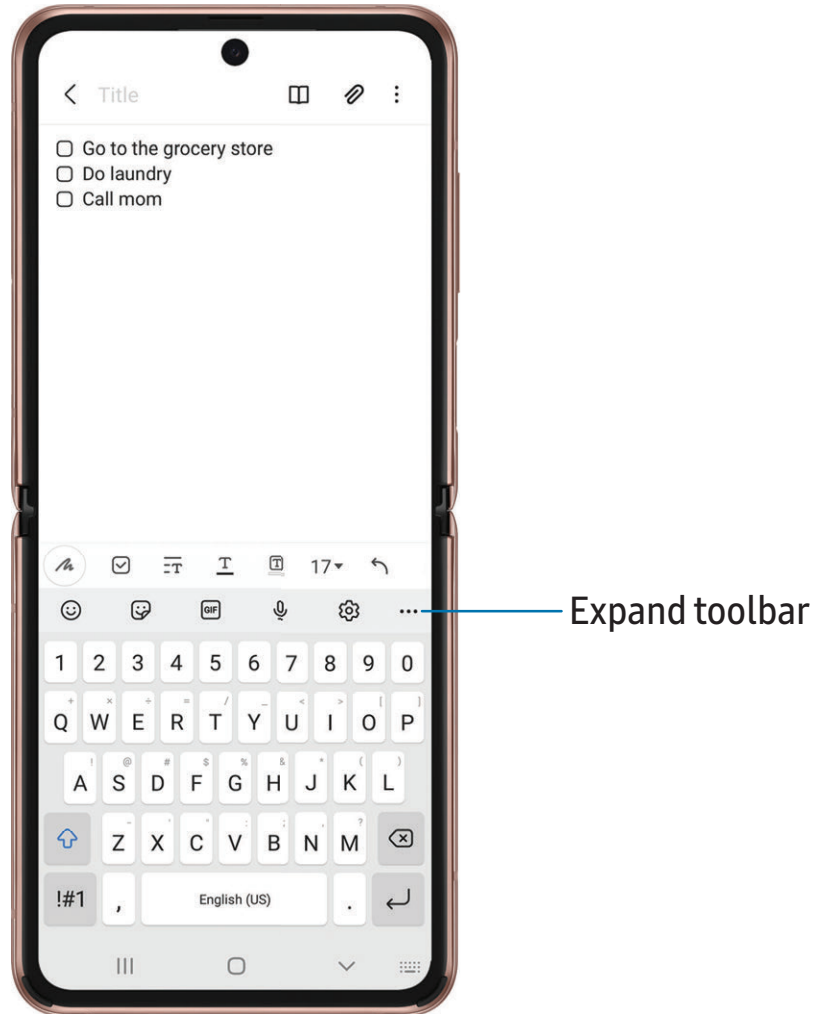 Title
Go to the grocery store
Do laundry
Call mom
T T T 17
GIF
Expand toolbar
1 2 3 4 5 6 7 8 9 0
+ × ÷ = / _ < > [ ]
Q W E R T Y U I O P
! @ # $ % & * ( )
A S D F G H J K L
- ' " : ; , ?
Z X C V B N M
!#1 , English (US) .